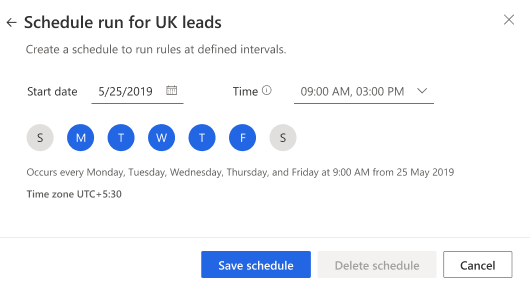 ← Schedule run for UK leads
Create a schedule to run rules at defined intervals.
Start date 5/25/2019 Time 09:00 AM, 03:00 PM
S M T W T F S
Occurs every Monday, Tuesday, Wednesday, Thursday, and Friday at 9:00 AM from 25 May 2019
Time zone UTC+5:30
Save schedule Delete schedule Cancel